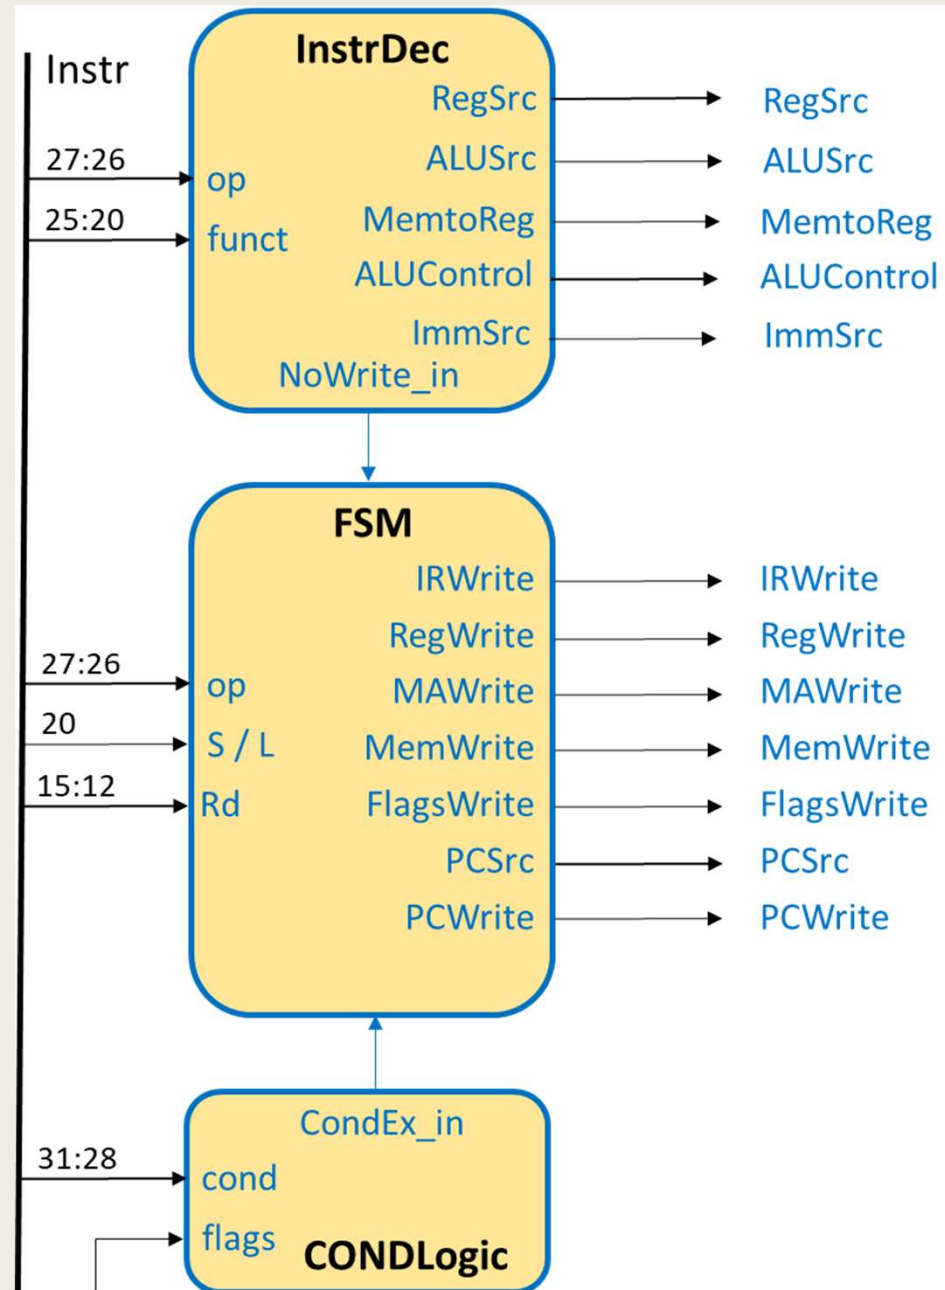 Instr
InstrDec
RegSrc
RegSrc
27:26
op
ALUSrc
ALUSrc
25:20
funct
MemtoReg
MemtoReg
ALUControl
ALUControl
ImmSrc
ImmSrc
NoWrite_in
FSM
IRWrite
IRWrite
RegWrite
RegWrite
27:26
op
MAWrite
MAWrite
20
S / L
MemWrite
MemWrite
15:12
Rd
FlagsWrite
FlagsWrite
PCSrc
PCSrc
PCWrite
PCWrite
CondEx_in
31:28
cond
flags
CONDLogic